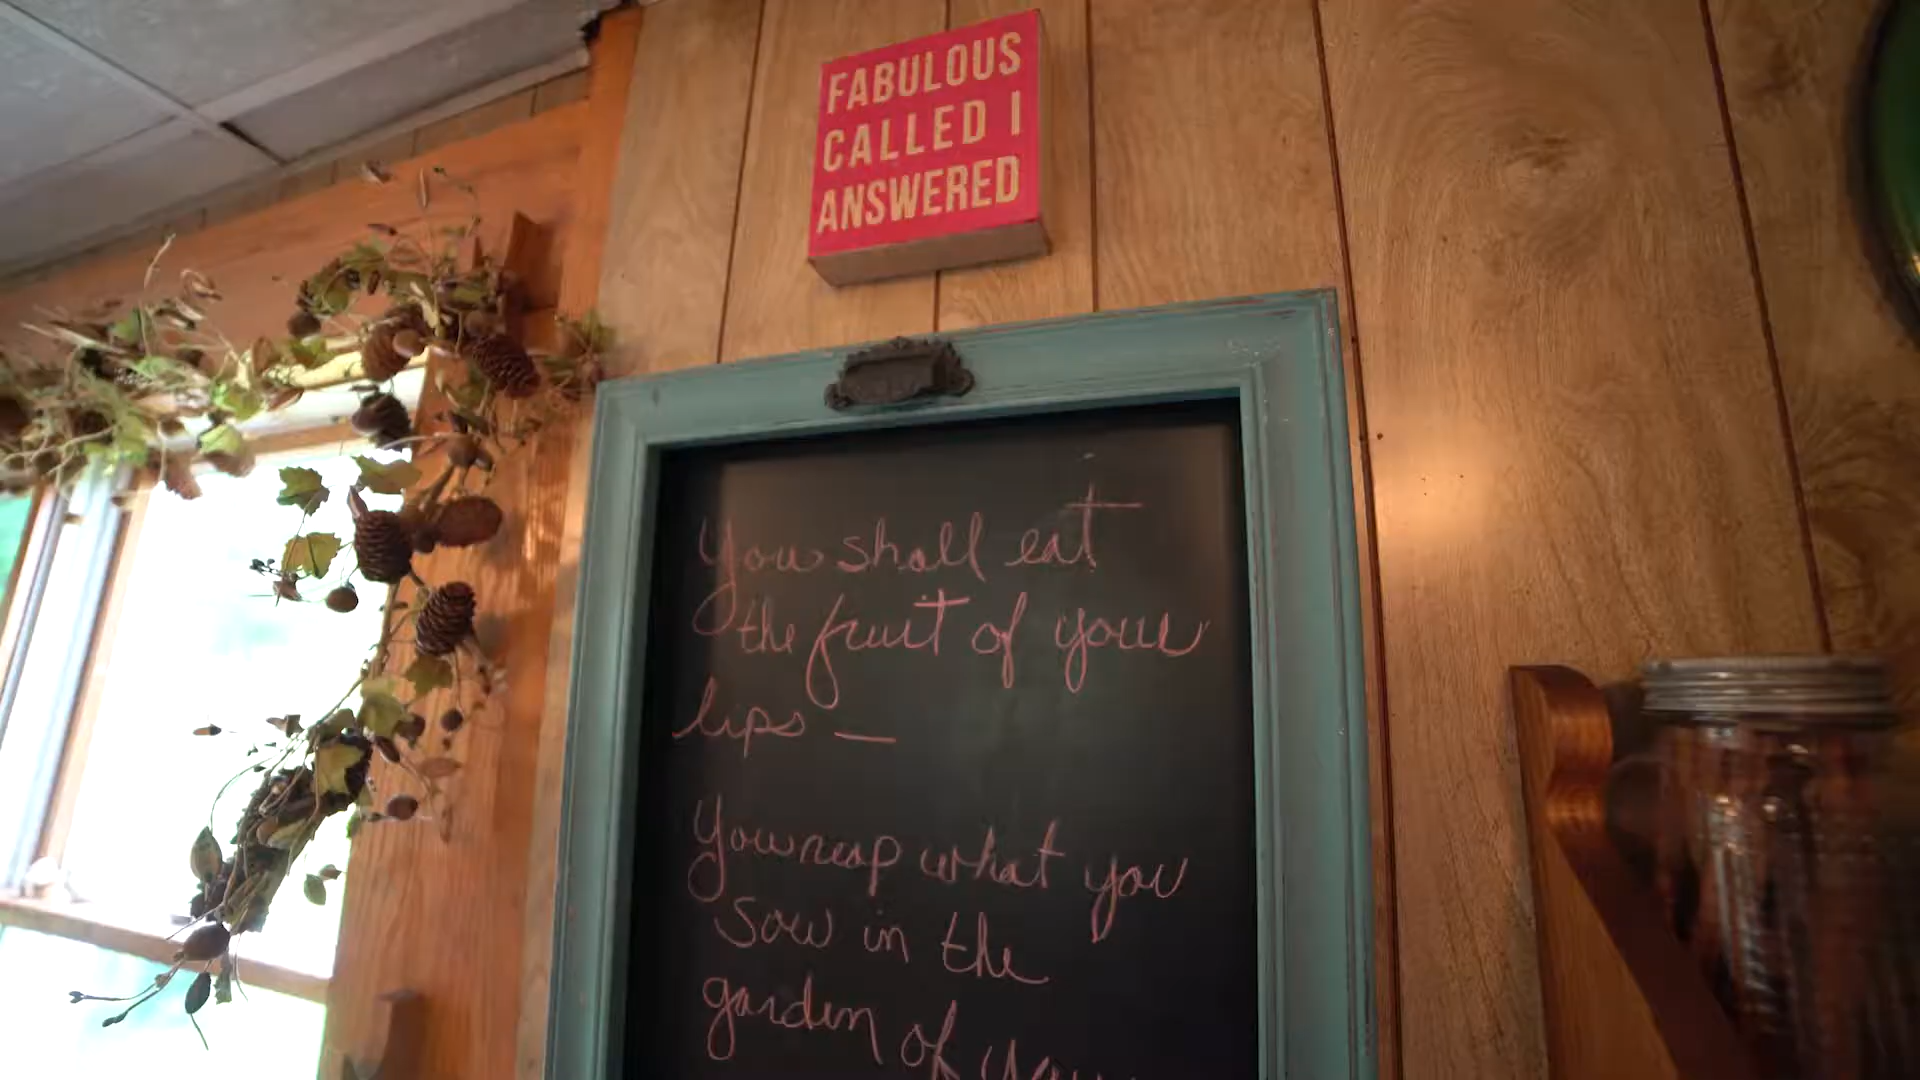 FABULOUS
CALLED I
ANSWERED
You shall eat
the fruit of your
lips —
You reap what you
sow in the
garden of